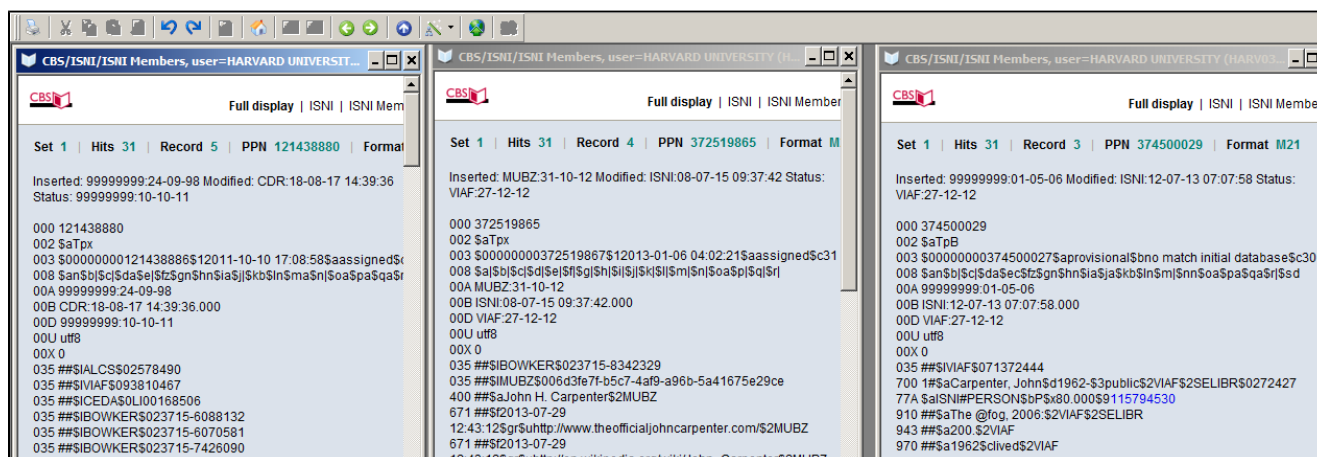 CBS/ISNI/ISNI Members, user=HARVARD UNIVERSIT...
CBS
Full display | ISNI | ISNI Mem
Set 1 | Hits 31 | Record 5 | PPN 121438880 | Format
Inserted: 99999999:24-09-98 Modified: CDR:18-08-17 14:39:36
Status: 99999999:10-10-11
000 121438880
002 $aTpx
003 $0000000121438886$12011-10-10 17:08:58$aassigned$c
008 $an$b|$c|$da$e|$fz$gn$hn$ia$j|$kb$ln$ma$n|$oa$pa$qa$r
00A 99999999:24-09-98
00B CDR:18-08-17 14:39:36.000
00D 99999999:10-10-11
00U utf8
00X 0
035 ##$IALCS$02578490
035 ##$IVIAF$093810467
035 ##$ICEDA$0LI00168506
035 ##$IBOWKER$023715-6088132
035 ##$IBOWKER$023715-6070581
035 ##$IBOWKER$023715-7426090
CBS/ISNI/ISNI Members, user=HARVARD UNIVERSITY (H...
CBS
Full display | ISNI | ISNI Member
Set 1 | Hits 31 | Record 4 | PPN 372519865 | Format M
Inserted: MUBZ:31-10-12 Modified: ISNI:08-07-15 09:37:42 Status:
VIAF:27-12-12
000 372519865
002 $aTpx
003 $00000000372519867$12013-01-06 04:02:21$aassigned$c31
008 $a|$b|$c|$d|$e|$f|$g|$h|$i|$j|$k|$l|$m|$n|$oa$p|$q|$r|
00A MUBZ:31-10-12
00B ISNI:08-07-15 09:37:42.000
00D VIAF:27-12-12
00U utf8
00X 0
035 ##$IBOWKER$023715-8342329
035 ##$IMUBZ$006d3fe7f-b5c7-4af9-a96b-5a41675e29ce
400 ##$aJohn H. Carpenter$2MUBZ
671 ##$f2013-07-29
12:43:12$gr$uhttp://www.theofficialjohncarpenter.com/$2MUBZ
671 ##$f2013-07-29
CBS/ISNI/ISNI Members, user=HARVARD UNIVERSITY (HARV03...
CBS
Full display | ISNI | ISNI Membe
Set 1 | Hits 31 | Record 3 | PPN 374500029 | Format M21
Inserted: 99999999:01-05-06 Modified: ISNI:12-07-13 07:07:58 Status:
VIAF:27-12-12
000 374500029
002 $aTpB
003 $00000000374500027$aprovisional$bno match initial database$c30
008 $an$b|$c|$da$ec$fz$gn$hn$ia$ja$kb$ln$m|$nn$oa$pa$qa$r|$sd
00A 99999999:01-05-06
00B ISNI:12-07-13 07:07:58.000
00D VIAF:27-12-12
00U utf8
00X 0
035 ##$IVIAF$071372444
700 1#$aCarpenter, John$d1962-$3public$2VIAF$2SELIBR$0272427
77A $aISNI#PERSON$bP$x80.000$9115794530
910 ##$aThe @fog, 2006:$2VIAF$2SELIBR
943 ##$a200.$2VIAF
970 ##$a1962$clived$2VIAF